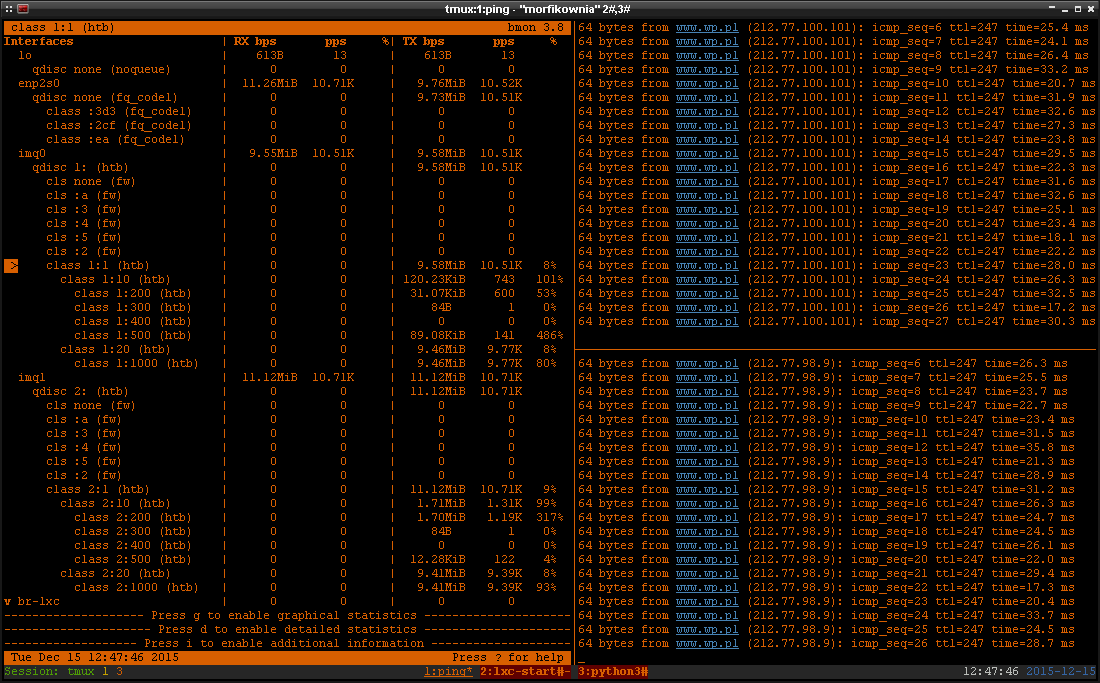 tmux:1:ping - "morfikownia" 2#,3#
class 1:1 (htb) bmon 3.8
Interfaces | RX bps pps %| TX bps pps %
lo | 613B 13 | 613B 13
qdisc none (noqueue) | 0 0 | 0 0
enp2s0 | 11.26MiB 10.71K | 9.76MiB 10.52K
qdisc none (fq_codel) | 0 0 | 9.73MiB 10.51K
class :3d3 (fq_codel) | 0 0 | 0 0
class :2cf (fq_codel) | 0 0 | 0 0
class :ea (fq_codel) | 0 0 | 0 0
imq0 | 9.55MiB 10.51K | 9.58MiB 10.51K
qdisc 1: (htb) | 0 0 | 9.58MiB 10.51K
cls none (fw) | 0 0 | 0 0
cls :a (fw) | 0 0 | 0 0
cls :3 (fw) | 0 0 | 0 0
cls :4 (fw) | 0 0 | 0 0
cls :5 (fw) | 0 0 | 0 0
cls :2 (fw) | 0 0 | 0 0
> class 1:1 (htb) | 0 0 | 9.58MiB 10.51K 8%
class 1:10 (htb) | 0 0 | 120.23KiB 743 101%
class 1:200 (htb) | 0 0 | 31.07KiB 600 53%
class 1:300 (htb) | 0 0 | 84B 1 0%
class 1:400 (htb) | 0 0 | 0 0 0%
class 1:500 (htb) | 0 0 | 89.08KiB 141 486%
class 1:20 (htb) | 0 0 | 9.46MiB 9.77K 8%
class 1:1000 (htb) | 0 0 | 9.46MiB 9.77K 80%
imq1 | 11.12MiB 10.71K | 11.12MiB 10.71K
qdisc 2: (htb) | 0 0 | 11.12MiB 10.71K
cls none (fw) | 0 0 | 0 0
cls :a (fw) | 0 0 | 0 0
cls :3 (fw) | 0 0 | 0 0
cls :4 (fw) | 0 0 | 0 0
cls :5 (fw) | 0 0 | 0 0
cls :2 (fw) | 0 0 | 0 0
class 2:1 (htb) | 0 0 | 11.12MiB 10.71K 9%
class 2:10 (htb) | 0 0 | 1.71MiB 1.31K 99%
class 2:200 (htb) | 0 0 | 1.70MiB 1.19K 317%
class 2:300 (htb) | 0 0 | 84B 1 0%
class 2:400 (htb) | 0 0 | 0 0 0%
class 2:500 (htb) | 0 0 | 12.28KiB 122 4%
class 2:20 (htb) | 0 0 | 9.41MiB 9.39K 8%
class 2:1000 (htb) | 0 0 | 9.41MiB 9.39K 93%
v br-lxc | 0 0 | 0 0
Press g to enable graphical statistics
Press d to enable detailed statistics
Press i to enable additional information
Tue Dec 15 12:47:46 2015 Press ? for help
64 bytes from www.wp.pl (212.77.100.101): icmp_seq=6 ttl=247 time=25.4 ms
64 bytes from www.wp.pl (212.77.100.101): icmp_seq=7 ttl=247 time=24.1 ms
64 bytes from www.wp.pl (212.77.100.101): icmp_seq=8 ttl=247 time=26.4 ms
64 bytes from www.wp.pl (212.77.100.101): icmp_seq=9 ttl=247 time=33.2 ms
64 bytes from www.wp.pl (212.77.100.101): icmp_seq=10 ttl=247 time=20.7 ms
64 bytes from www.wp.pl (212.77.100.101): icmp_seq=11 ttl=247 time=31.9 ms
64 bytes from www.wp.pl (212.77.100.101): icmp_seq=12 ttl=247 time=32.6 ms
64 bytes from www.wp.pl (212.77.100.101): icmp_seq=13 ttl=247 time=27.3 ms
64 bytes from www.wp.pl (212.77.100.101): icmp_seq=14 ttl=247 time=23.8 ms
64 bytes from www.wp.pl (212.77.100.101): icmp_seq=15 ttl=247 time=29.5 ms
64 bytes from www.wp.pl (212.77.100.101): icmp_seq=16 ttl=247 time=22.3 ms
64 bytes from www.wp.pl (212.77.100.101): icmp_seq=17 ttl=247 time=31.6 ms
64 bytes from www.wp.pl (212.77.100.101): icmp_seq=18 ttl=247 time=32.6 ms
64 bytes from www.wp.pl (212.77.100.101): icmp_seq=19 ttl=247 time=25.1 ms
64 bytes from www.wp.pl (212.77.100.101): icmp_seq=20 ttl=247 time=23.4 ms
64 bytes from www.wp.pl (212.77.100.101): icmp_seq=21 ttl=247 time=18.1 ms
64 bytes from www.wp.pl (212.77.100.101): icmp_seq=22 ttl=247 time=22.2 ms
64 bytes from www.wp.pl (212.77.100.101): icmp_seq=23 ttl=247 time=28.0 ms
64 bytes from www.wp.pl (212.77.100.101): icmp_seq=24 ttl=247 time=26.3 ms
64 bytes from www.wp.pl (212.77.100.101): icmp_seq=25 ttl=247 time=32.5 ms
64 bytes from www.wp.pl (212.77.100.101): icmp_seq=26 ttl=247 time=17.2 ms
64 bytes from www.wp.pl (212.77.100.101): icmp_seq=27 ttl=247 time=30.3 ms
64 bytes from www.wp.pl (212.77.98.9): icmp_seq=6 ttl=247 time=26.3 ms
64 bytes from www.wp.pl (212.77.98.9): icmp_seq=7 ttl=247 time=25.5 ms
64 bytes from www.wp.pl (212.77.98.9): icmp_seq=8 ttl=247 time=23.7 ms
64 bytes from www.wp.pl (212.77.98.9): icmp_seq=9 ttl=247 time=22.7 ms
64 bytes from www.wp.pl (212.77.98.9): icmp_seq=10 ttl=247 time=23.4 ms
64 bytes from www.wp.pl (212.77.98.9): icmp_seq=11 ttl=247 time=31.5 ms
64 bytes from www.wp.pl (212.77.98.9): icmp_seq=12 ttl=247 time=35.8 ms
64 bytes from www.wp.pl (212.77.98.9): icmp_seq=13 ttl=247 time=21.3 ms
64 bytes from www.wp.pl (212.77.98.9): icmp_seq=14 ttl=247 time=28.9 ms
64 bytes from www.wp.pl (212.77.98.9): icmp_seq=15 ttl=247 time=31.2 ms
64 bytes from www.wp.pl (212.77.98.9): icmp_seq=16 ttl=247 time=26.3 ms
64 bytes from www.wp.pl (212.77.98.9): icmp_seq=17 ttl=247 time=24.7 ms
64 bytes from www.wp.pl (212.77.98.9): icmp_seq=18 ttl=247 time=24.5 ms
64 bytes from www.wp.pl (212.77.98.9): icmp_seq=19 ttl=247 time=26.1 ms
64 bytes from www.wp.pl (212.77.98.9): icmp_seq=20 ttl=247 time=22.0 ms
64 bytes from www.wp.pl (212.77.98.9): icmp_seq=21 ttl=247 time=29.4 ms
64 bytes from www.wp.pl (212.77.98.9): icmp_seq=22 ttl=247 time=17.3 ms
64 bytes from www.wp.pl (212.77.98.9): icmp_seq=23 ttl=247 time=20.4 ms
64 bytes from www.wp.pl (212.77.98.9): icmp_seq=24 ttl=247 time=33.7 ms
64 bytes from www.wp.pl (212.77.98.9): icmp_seq=25 ttl=247 time=24.5 ms
64 bytes from www.wp.pl (212.77.98.9): icmp_seq=26 ttl=247 time=28.7 ms
Session: tmux 1 3 1:ping* 2:lxc-start#- 3:python3# 12:47:46 2015-12-15